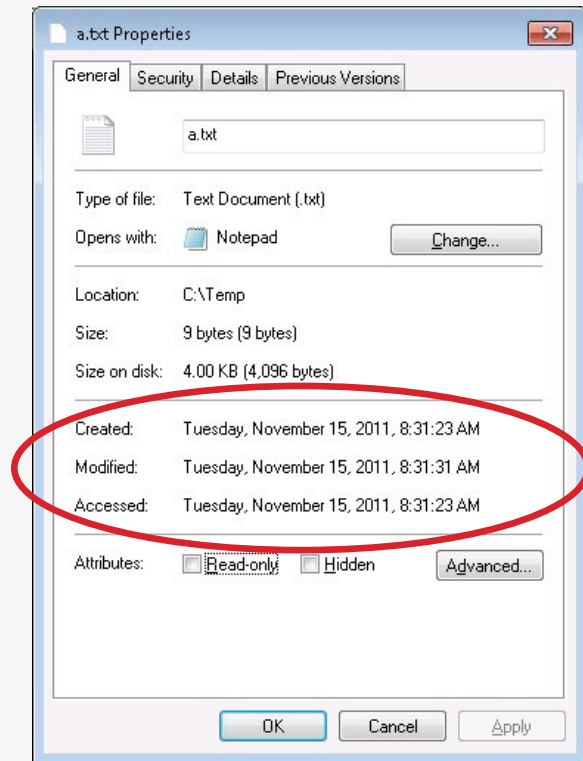 a.txt Properties
General Security Details Previous Versions
a.txt
Type of file: Text Document (.txt)
Opens with: Notepad Change...
Location: C:\Temp
Size: 9 bytes (9 bytes)
Size on disk: 4.00 KB (4,096 bytes)
Created: Tuesday, November 15, 2011, 8:31:23 AM
Modified: Tuesday, November 15, 2011, 8:31:31 AM
Accessed: Tuesday, November 15, 2011, 8:31:23 AM
Attributes: Read-only Hidden Advanced...
OK Cancel Apply